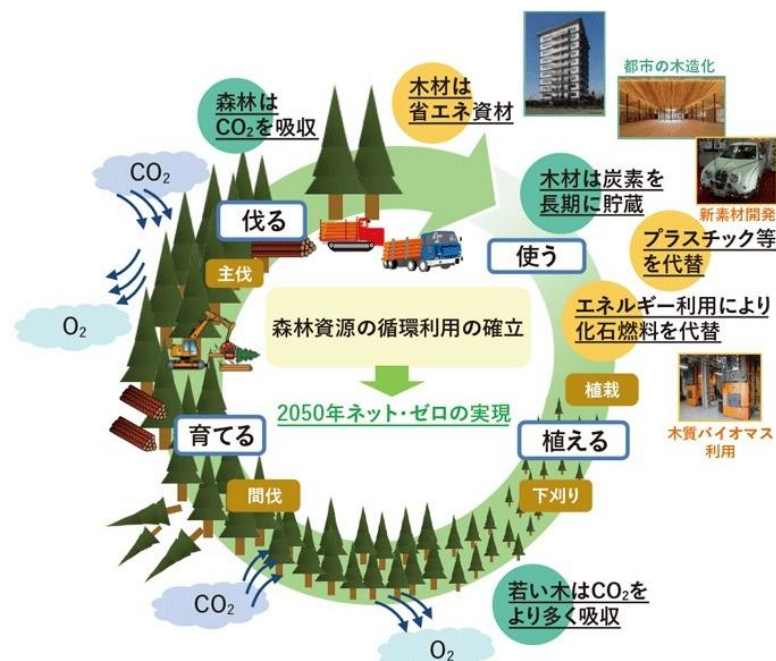 都市の木造化
森林は
CO₂を吸収
木材は
省エネ資材
CO₂
木材は炭素を
長期に貯蔵
新素材開発
伐る
使う
プラスチック等
を代替
主伐
O₂
エネルギー利用により
化石燃料を代替
森林資源の循環利用の確立
植栽
2050年ネット・ゼロの実現
育てる
植える
木質バイオマス
利用
間伐
下刈り
若い木はCO₂を
より多く吸収
CO₂
O₂